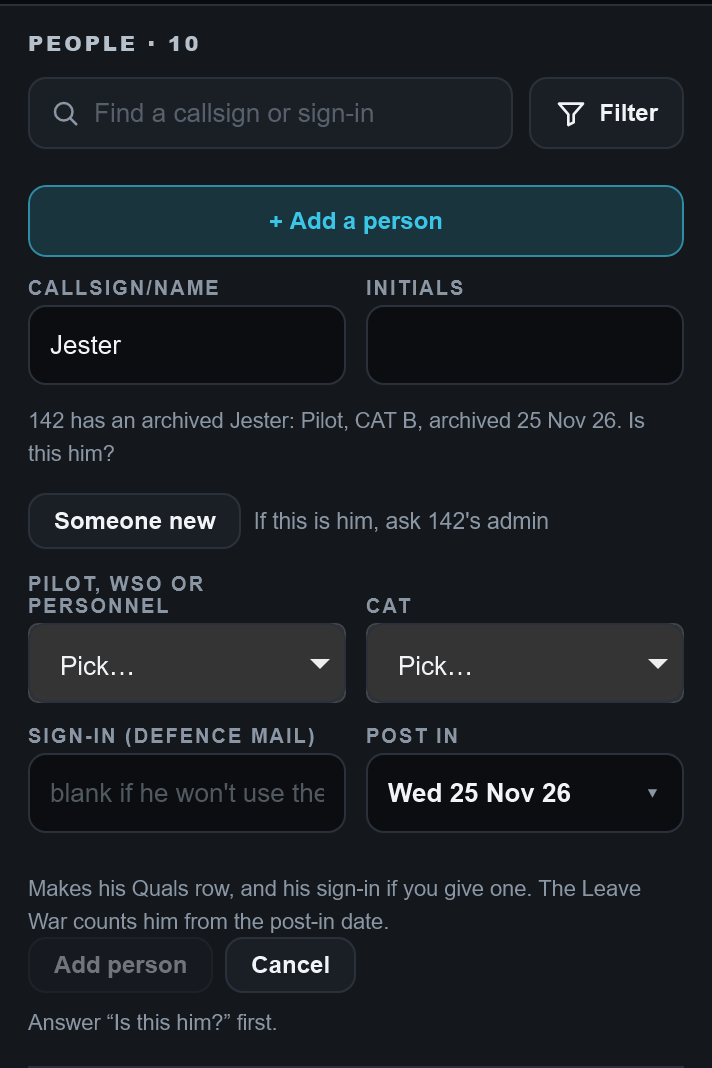 PEOPLE · 10
Find a callsign or sign-in
Filter
+ Add a person
CALLSIGN/NAME
INITIALS
Jester
142 has an archived Jester: Pilot, CAT B, archived 25 Nov 26. Is
this him?
Someone new
If this is him, ask 142's admin
PILOT, WSO OR
PERSONNEL
CAT
Pick...
Pick...
SIGN-IN (DEFENCE MAIL)
POST IN
blank if he won't use the
Wed 25 Nov 26
Makes his Quals row, and his sign-in if you give one. The Leave
War counts him from the post-in date.
Add person
Cancel
Answer “Is this him?” first.